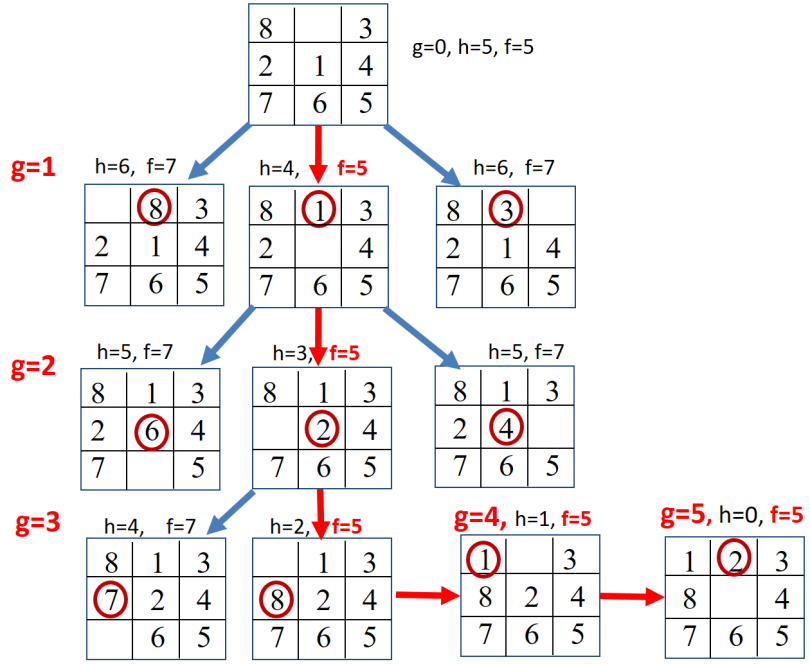 8 3
2 1 4
7 6 5
g=0, h=5, f=5
g=1
h=6, f=7
8 3
2 1 4
7 6 5
h=4, f=5
8 1 3
2 4
7 6 5
h=6, f=7
8 3
2 1 4
7 6 5
g=2
h=5, f=7
8 1 3
2 6 4
7 5
h=3, f=5
8 1 3
2 4
7 6 5
h=5, f=7
8 1 3
2 4
7 6 5
g=3
h=4, f=7
8 1 3
7 2 4
6 5
h=2, f=5
1 3
8 2 4
7 6 5
g=4, h=1, f=5
1 3
8 2 4
7 6 5
g=5, h=0, f=5
1 2 3
8 4
7 6 5